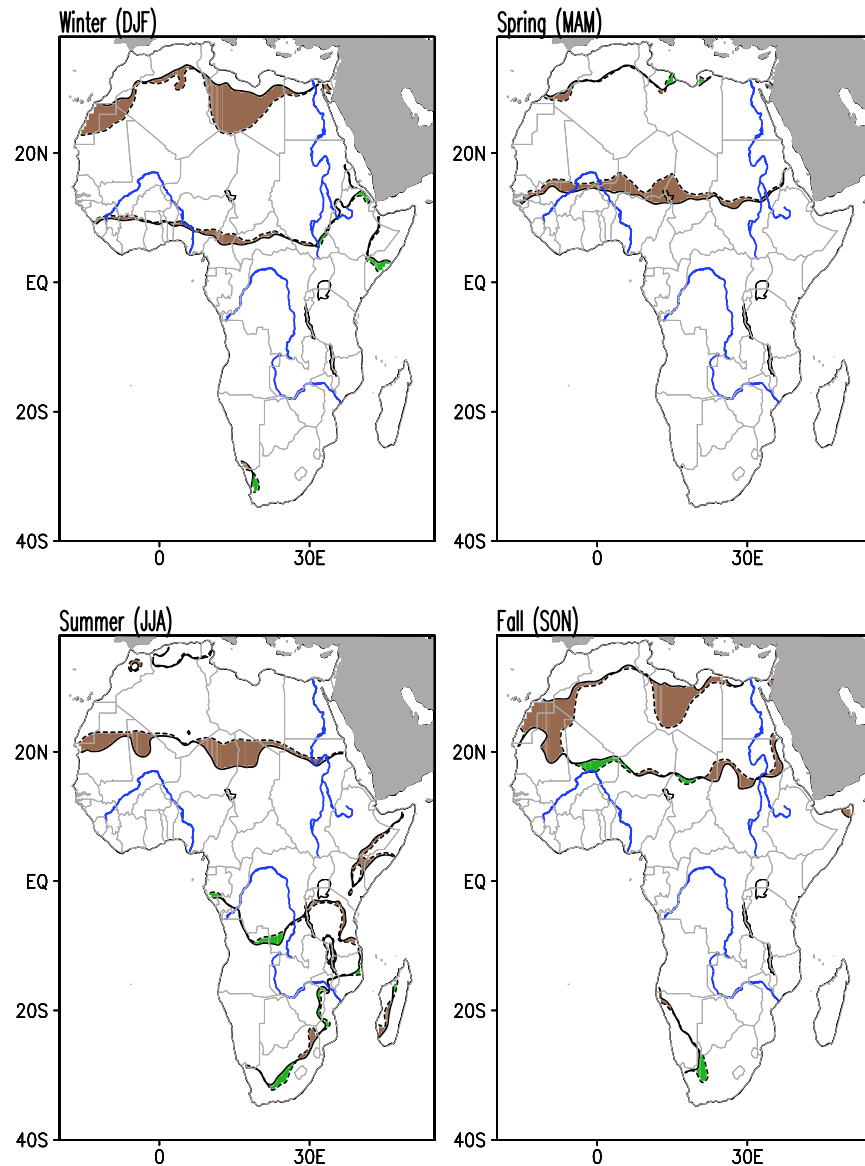 Winter (DJF)
Spring (MAM)
20N
20N
EQ
EQ
20S
20S
40S
40S
0
30E
0
30E
Summer (JJA)
Fall (SON)
20N
20N
EQ
EQ
20S
20S
40S
40S
0
30E
0
30E